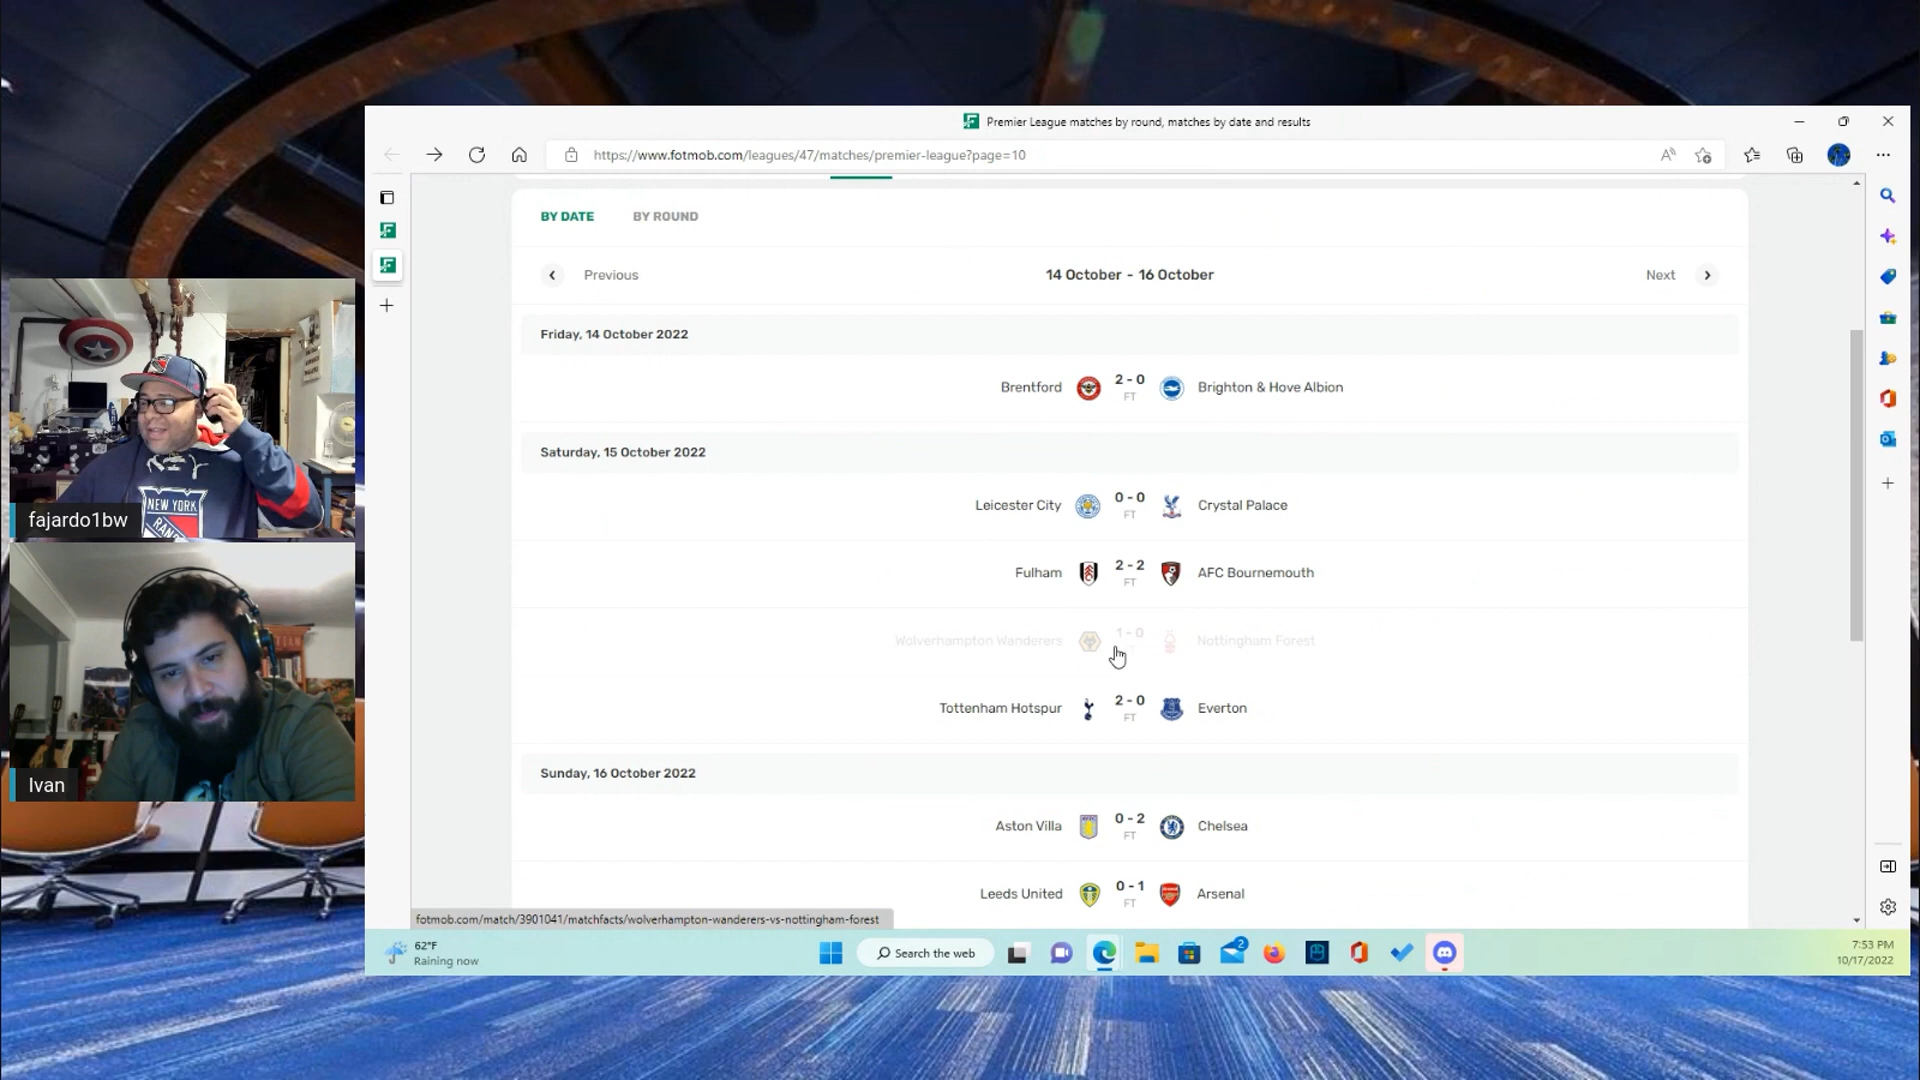 Premier League matches by round, matches by date and results
https://www.fotmob.com/leagues/47/matches/premier-league?page=10
BY DATE BY ROUND
Previous 14 October - 16 October Next
Friday, 14 October 2022
Brentford 2 - 0 Brighton & Hove Albion
FT
Saturday, 15 October 2022
Leicester City 0 - 0 Crystal Palace
FT
Fulham 2 - 2 AFC Bournemouth
FT
Wolverhampton Wanderers 1 - 0 Nottingham Forest
Tottenham Hotspur 2 - 0 Everton
FT
Sunday, 16 October 2022
Aston Villa 0 - 2 Chelsea
FT
Leeds United 0 - 1 Arsenal
FT
fotmob.com/match/3901041/matchfacts/wolverhampton-wanderers-vs-nottingham-forest
62°F
Raining now
Search the web
2
7:53 PM
10/17/2022
NEW YORK
RAN
fajardo1bw
Ivan